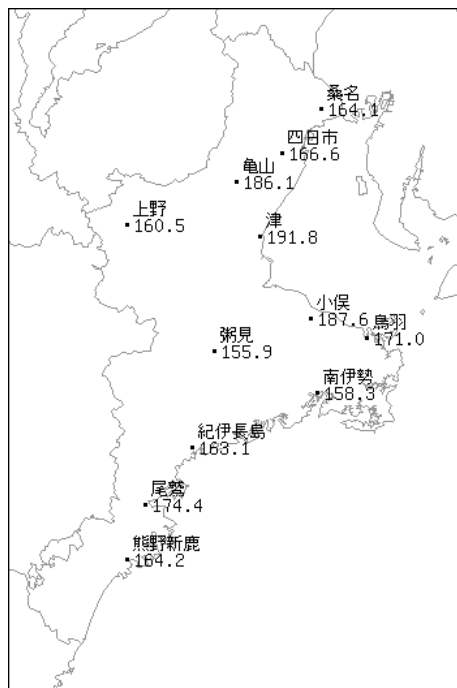 桑名
164.1
四日市
166.6
亀山
186.1
上野
160.5
津
191.8
小俣
187.6
鳥羽
171.0
粥見
155.9
南伊勢
158.3
紀伊長島
163.1
尾鷲
174.4
熊野新鹿
164.2